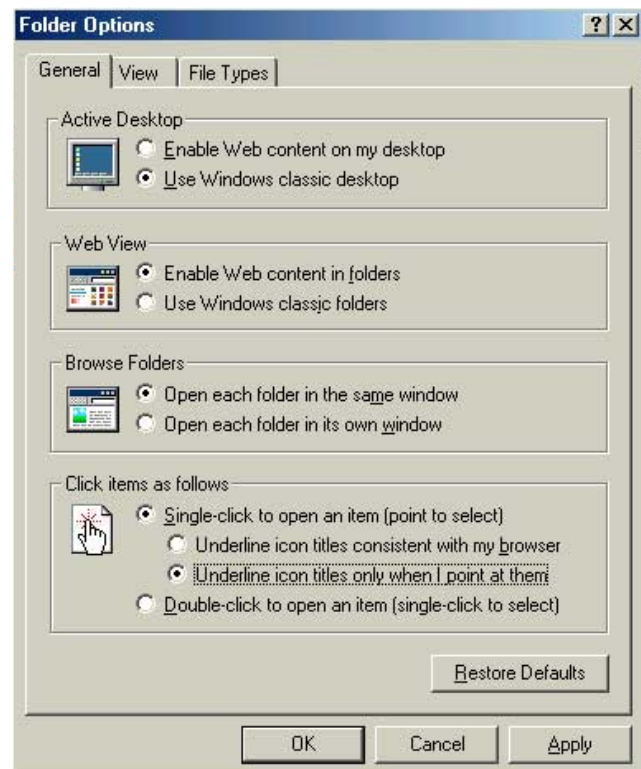 Folder Options
General View File Types
Active Desktop
Enable Web content on my desktop
Use Windows classic desktop
Web View
Enable Web content in folders
Use Windows classic folders
Browse Folders
Open each folder in the same window
Open each folder in its own window
Click items as follows
Single-click to open an item (point to select)
Underline icon titles consistent with my browser
Underline icon titles only when I point at them
Double-click to open an item (single-click to select)
Restore Defaults
OK Cancel Apply